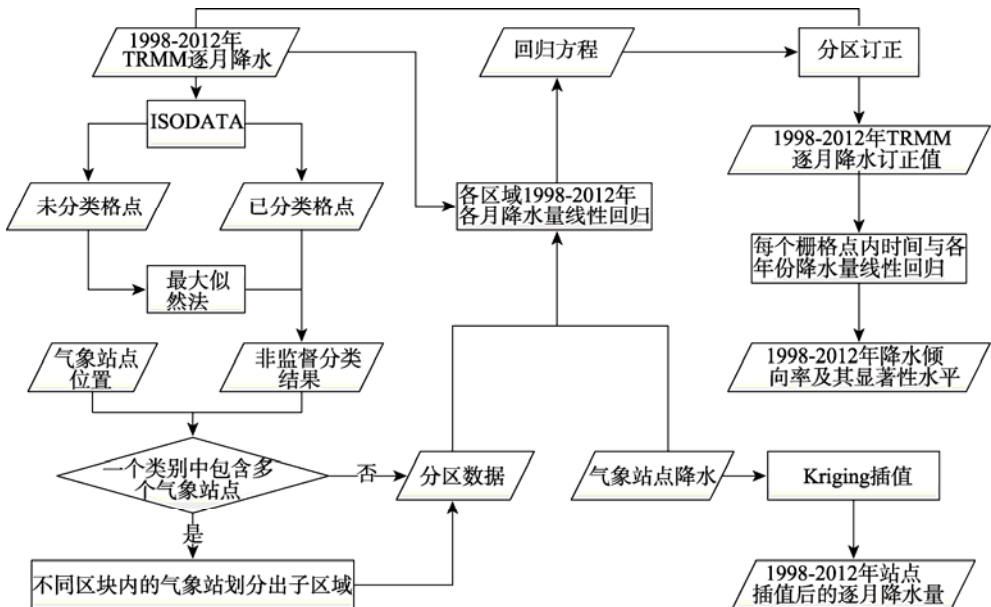 1998-2012年
TRMM逐月降水
回归方程
分区订正
ISODATA
1998-2012年TRMM
逐月降水订正值
未分类格点
已分类格点
各区域1998-2012年
各月降水量线性回归
每个栅格点内时间与各
年份降水量线性回归
最大似
然法
气象站点
位置
非监督分类
结果
1998-2012年降水倾
向率及其显著性水平
一个类别中包含多
个气象站点
否
分区数据
气象站点降水
Kriging插值
是
不同区块内的气象站划分出子区域
1998-2012年站点
插值后的逐月降水量